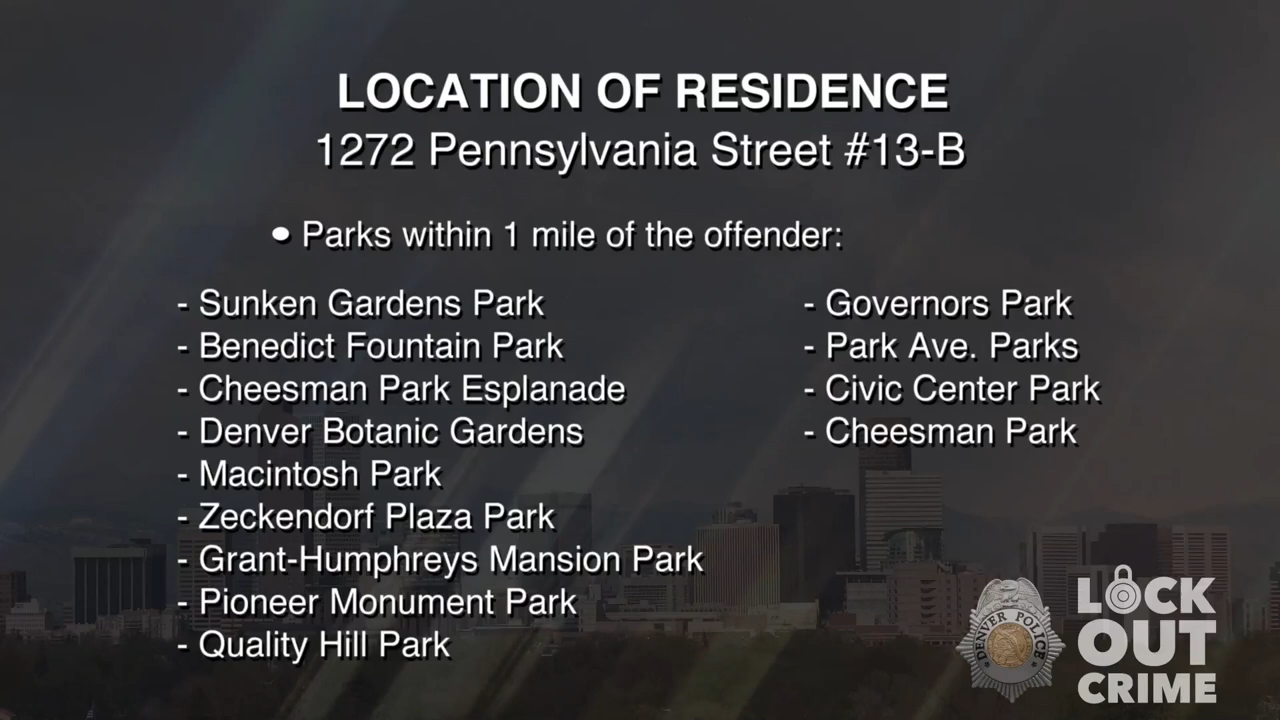 LOCATION OF RESIDENCE
1272 Pennsylvania Street #13-B
• Parks within 1 mile of the offender:
- Sunken Gardens Park
- Benedict Fountain Park
- Cheesman Park Esplanade
- Denver Botanic Gardens
- Macintosh Park
- Zeckendorf Plaza Park
- Grant-Humphreys Mansion Park
- Pioneer Monument Park
- Quality Hill Park
- Governors Park
- Park Ave. Parks
- Civic Center Park
- Cheesman Park
DENVER POLICE
LOCK
OUT
CRIME